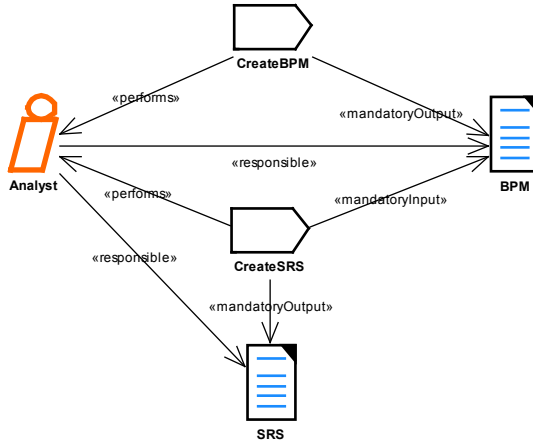 CreateBPM
«performs»
«mandatoryOutput»
«responsible»
Analyst
BPM
«performs»
«mandatoryInput»
«responsible»
CreateSRS
«mandatoryOutput»
SRS